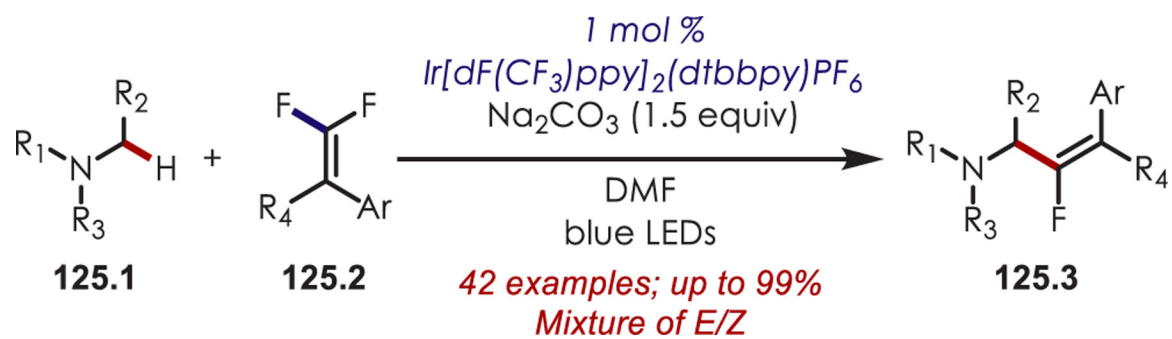 1 mol %
Ir[dF(CF3)ppy]2(dtbbpy)PF6
Na2CO3 (1.5 equiv)
R1 N R2 H R3
+
F F R4 Ar
R1 N R2 R3 F Ar R4
DMF
blue LEDs
125.1
125.2
42 examples; up to 99%
125.3
Mixture of E/Z